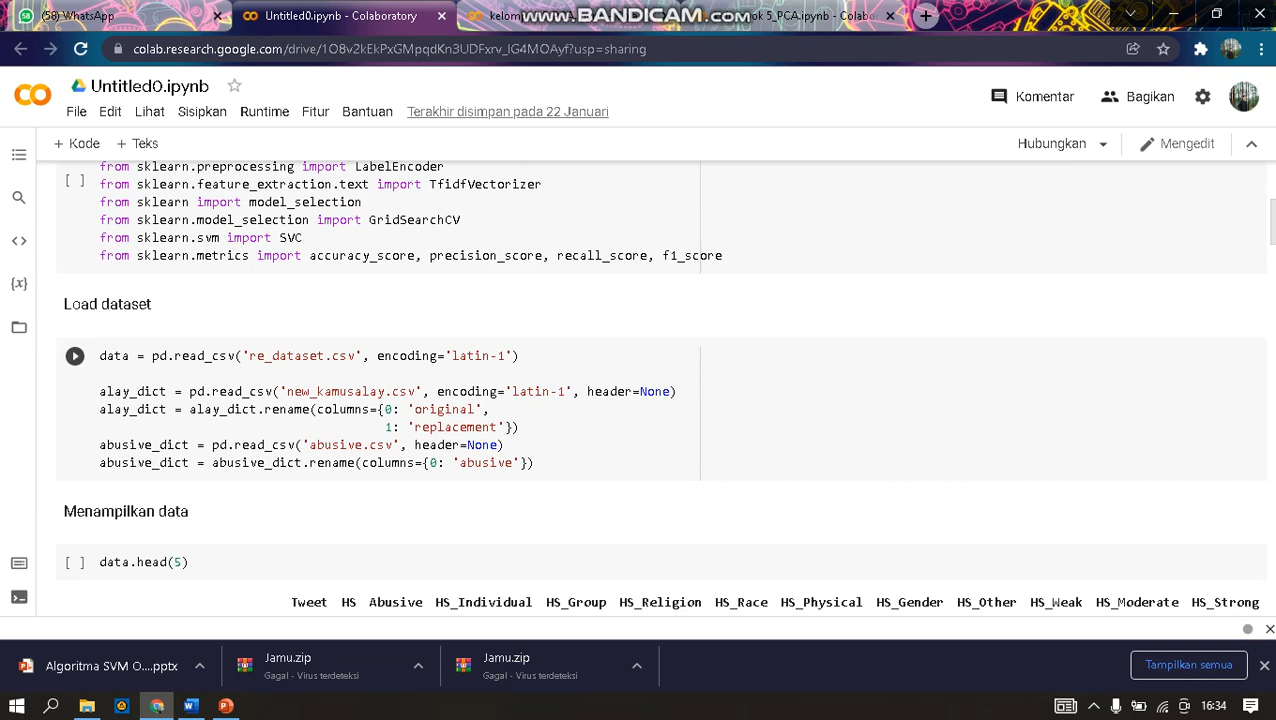 (58) WhatsApp
Untitled0.ipynb - Colaboratory
kelom
www.BANDICAM.com
ok 5_PCA.ipynb - Colabo
colab.research.google.com/drive/1O8v2kEkPxGMpqdKn3UDFxrv_IG4MOAyf?usp=sharing
Untitled0.ipynb
File Edit Lihat Sisipkan Runtime Fitur Bantuan Terakhir disimpan pada 22 Januari
Komentar Bagikan
+ Kode + Teks
Hubungkan Mengedit
from sklearn.preprocessing import LabelEncoder
[ ] from sklearn.feature_extraction.text import TfidfVectorizer
from sklearn import model_selection
from sklearn.model_selection import GridSearchCV
from sklearn.svm import SVC
from sklearn.metrics import accuracy_score, precision_score, recall_score, f1_score
Load dataset
data = pd.read_csv('re_dataset.csv', encoding='latin-1')
alay_dict = pd.read_csv('new_kamusalay.csv', encoding='latin-1', header=None)
alay_dict = alay_dict.rename(columns={0: 'original',
1: 'replacement'})
abusive_dict = pd.read_csv('abusive.csv', header=None)
abusive_dict = abusive_dict.rename(columns={0: 'abusive'})
Menampilkan data
[ ] data.head(5)
Tweet HS Abusive HS_Individual HS_Group HS_Religion HS_Race HS_Physical HS_Gender HS_Other HS_Weak HS_Moderate HS_Strong
Algoritma SVM O....pptx
Jamu.zip
Gagal - Virus terdeteksi
Jamu.zip
Gagal - Virus terdeteksi
Tampilkan semua
16:34